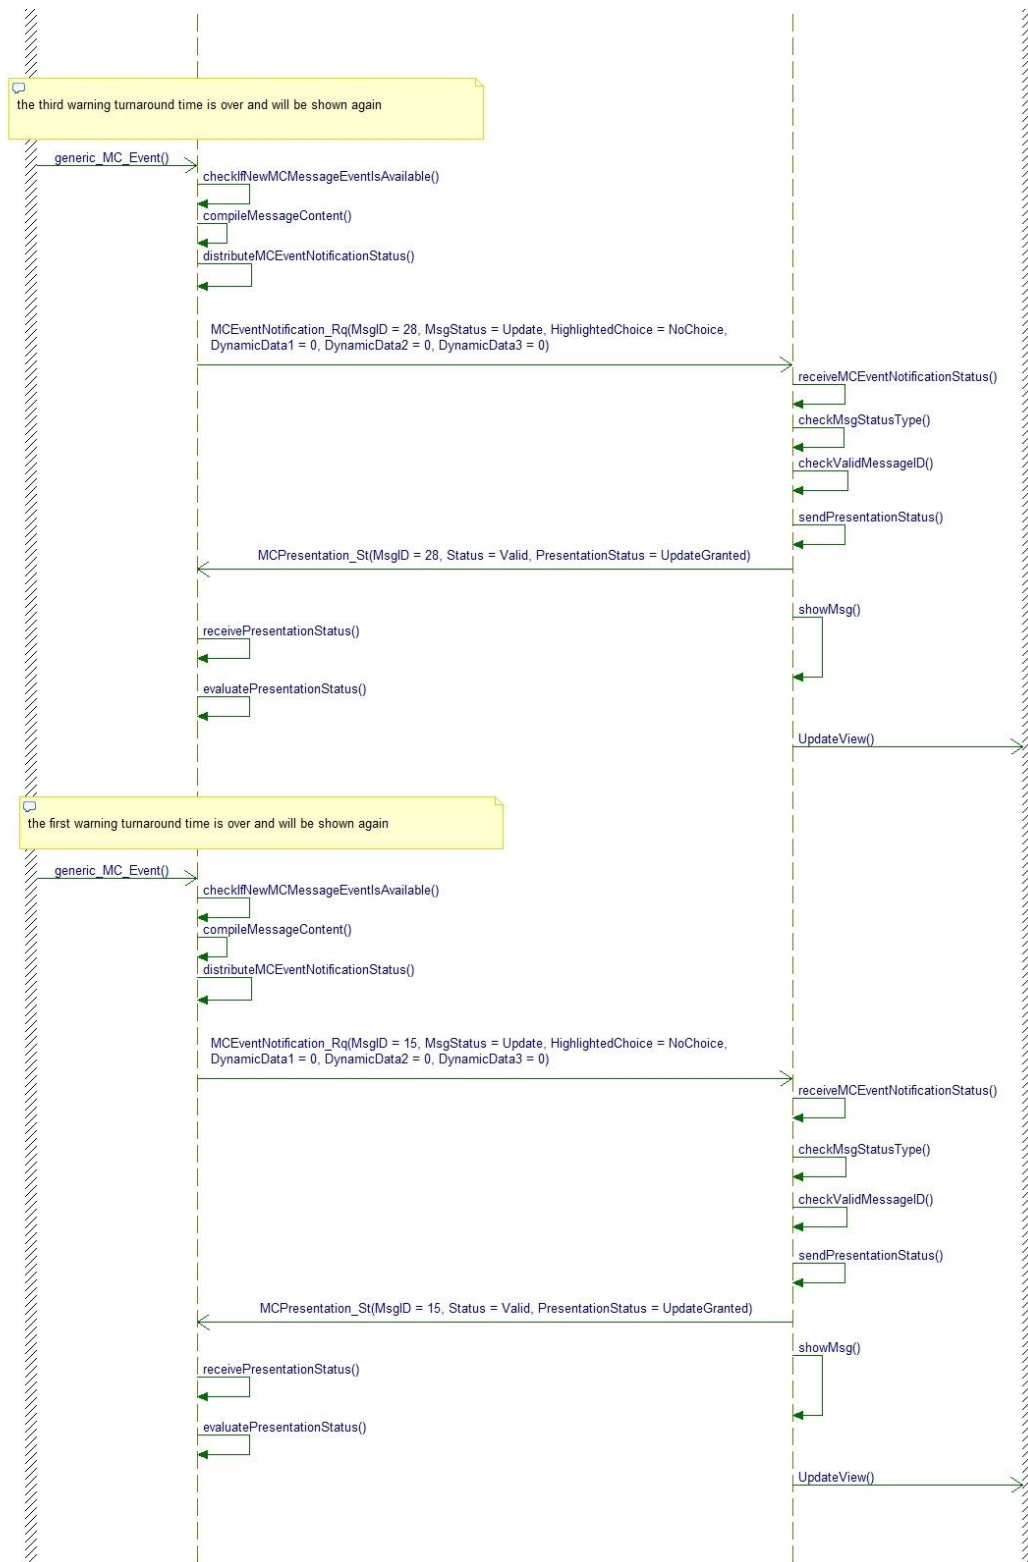 the third warning turnaround time is over and will be shown again
generic_MC_Event()
checkIfNewMCMessageEventIsAvailable()
compileMessageContent()
distributeMCEventNotificationStatus()
MCEventNotification_Rq(MsgID = 28, MsgStatus = Update, HighlightedChoice = NoChoice,
DynamicData1 = 0, DynamicData2 = 0, DynamicData3 = 0)
receiveMCEventNotificationStatus()
checkMsgStatusType()
checkValidMessageID()
sendPresentationStatus()
MCPresentation_St(MsgID = 28, Status = Valid, PresentationStatus = UpdateGranted)
showMsg()
receivePresentationStatus()
evaluatePresentationStatus()
UpdateView()
the first warning turnaround time is over and will be shown again
generic_MC_Event()
checkIfNewMCMessageEventIsAvailable()
compileMessageContent()
distributeMCEventNotificationStatus()
MCEventNotification_Rq(MsgID = 15, MsgStatus = Update, HighlightedChoice = NoChoice,
DynamicData1 = 0, DynamicData2 = 0, DynamicData3 = 0)
receiveMCEventNotificationStatus()
checkMsgStatusType()
checkValidMessageID()
sendPresentationStatus()
MCPresentation_St(MsgID = 15, Status = Valid, PresentationStatus = UpdateGranted)
showMsg()
receivePresentationStatus()
evaluatePresentationStatus()
UpdateView()